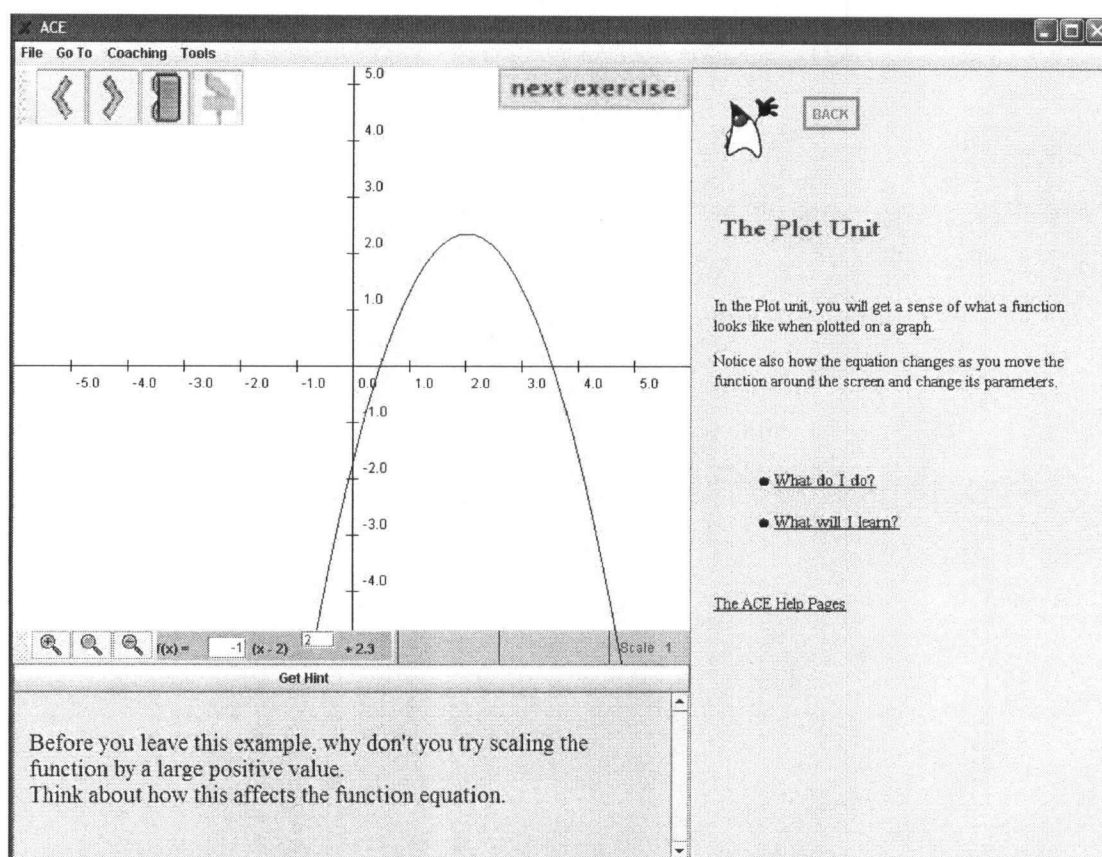 ACE
File Go To Coaching Tools
next exercise
5.0
4.0
3.0
2.0
1.0
-5.0 -4.0 -3.0 -2.0 -1.0 0.0 1.0 2.0 3.0 4.0 5.0
-1.0
-2.0
-3.0
-4.0
f(x) = -1 (x - 2) 2 + 2.3 Scale 1
Get Hint
Before you leave this example, why don't you try scaling the
function by a large positive value.
Think about how this affects the function equation.
BACK
The Plot Unit
In the Plot unit, you will get a sense of what a function
looks like when plotted on a graph.
Notice also how the equation changes as you move the
function around the screen and change its parameters.
What do I do?
What will I learn?
The ACE Help Pages